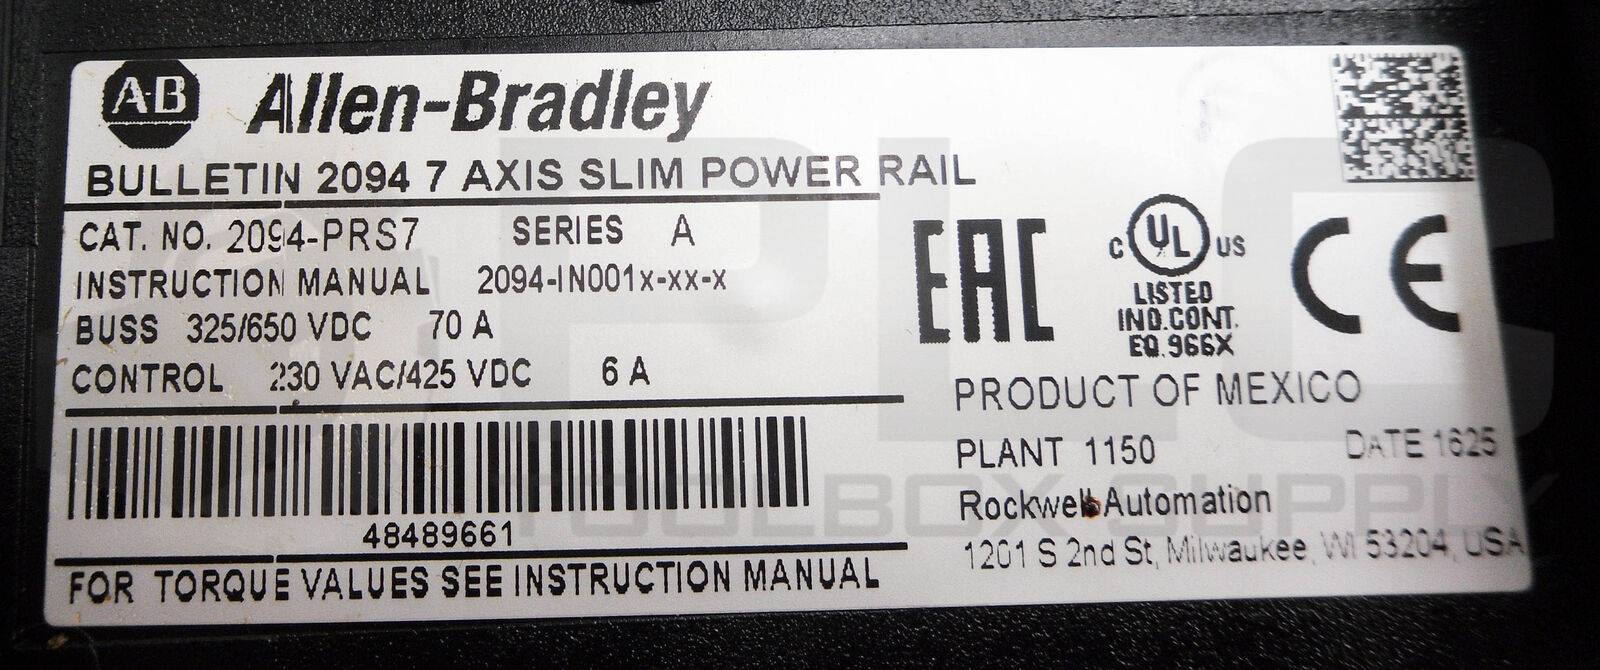 A-B Allen-Bradley
BULLETIN 2094 7 AXIS SLIM POWER RAIL
CAT. NO. 2094-PRS7 SERIES A
INSTRUCTION MANUAL 2094-IN001x-xx-x
BUSS 325/650 VDC 70 A
CONTROL 230 VAC/425 VDC 6 A
48489661
FOR TORQUE VALUES SEE INSTRUCTION MANUAL
EAC
C UL US
LISTED
IND.CONT.
EQ.966X
CE
PRODUCT OF MEXICO
PLANT 1150 DATE 1625
Rockwell Automation
1201 S 2nd St, Milwaukee, WI 53204, USA
PLC
TOOLBOX SUPPLY